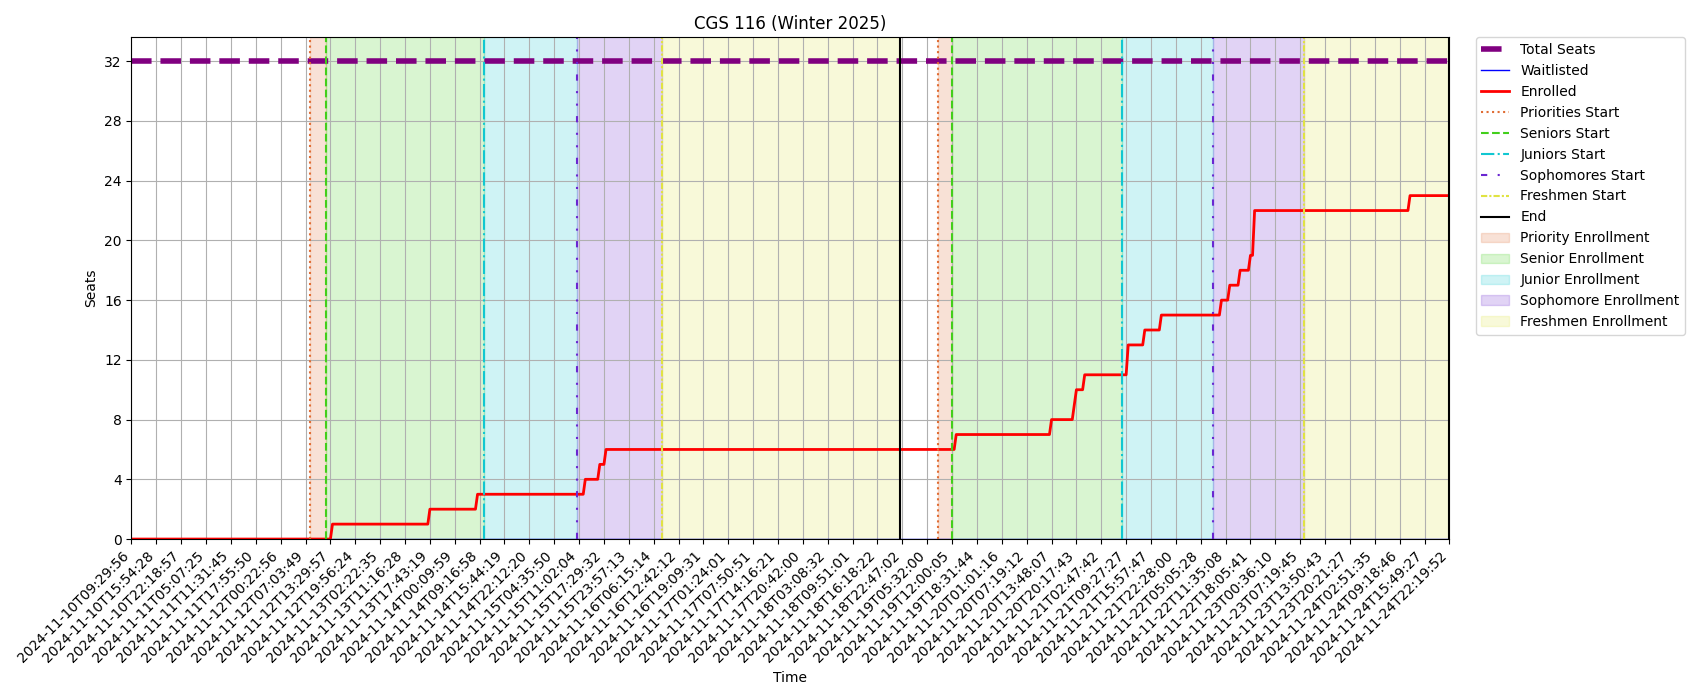 CGS 116 (Winter 2025)
Total Seats
Waitlisted
Enrolled
Priorities Start
Seniors Start
Juniors Start
Sophomores Start
Freshmen Start
End
Priority Enrollment
Senior Enrollment
Junior Enrollment
Sophomore Enrollment
Freshmen Enrollment
Seats
32
28
24
20
16
12
8
4
0
2024-11-10T09:29:56
2024-11-10T15:54:28
2024-11-10T22:18:57
2024-11-11T05:07:23
2024-11-11T11:31:45
2024-11-11T17:55:50
2024-11-12T00:22:56
2024-11-12T07:03:49
2024-11-12T13:29:57
2024-11-12T19:56:24
2024-11-13T02:22:35
2024-11-13T11:16:28
2024-11-13T17:43:19
2024-11-14T00:09:59
2024-11-14T09:16:58
2024-11-14T15:44:19
2024-11-14T22:12:20
2024-11-15T04:35:50
2024-11-15T11:02:04
2024-11-15T17:29:32
2024-11-15T23:57:13
2024-11-16T06:15:14
2024-11-16T12:42:12
2024-11-16T19:09:31
2024-11-17T01:24:01
2024-11-17T07:50:51
2024-11-17T14:16:21
2024-11-17T20:42:00
2024-11-18T03:08:32
2024-11-18T09:51:01
2024-11-18T16:18:22
2024-11-18T22:47:02
2024-11-19T05:32:00
2024-11-19T12:00:05
2024-11-19T18:31:44
2024-11-20T01:01:16
2024-11-20T07:19:12
2024-11-20T13:48:07
2024-11-20T20:17:43
2024-11-21T02:47:42
2024-11-21T09:27:27
2024-11-21T15:57:47
2024-11-21T22:28:00
2024-11-22T05:05:28
2024-11-22T11:35:08
2024-11-22T18:05:41
2024-11-23T00:36:10
2024-11-23T07:19:45
2024-11-23T13:50:43
2024-11-23T20:21:27
2024-11-24T02:51:35
2024-11-24T09:18:46
2024-11-24T15:49:27
2024-11-24T22:19:52
Time